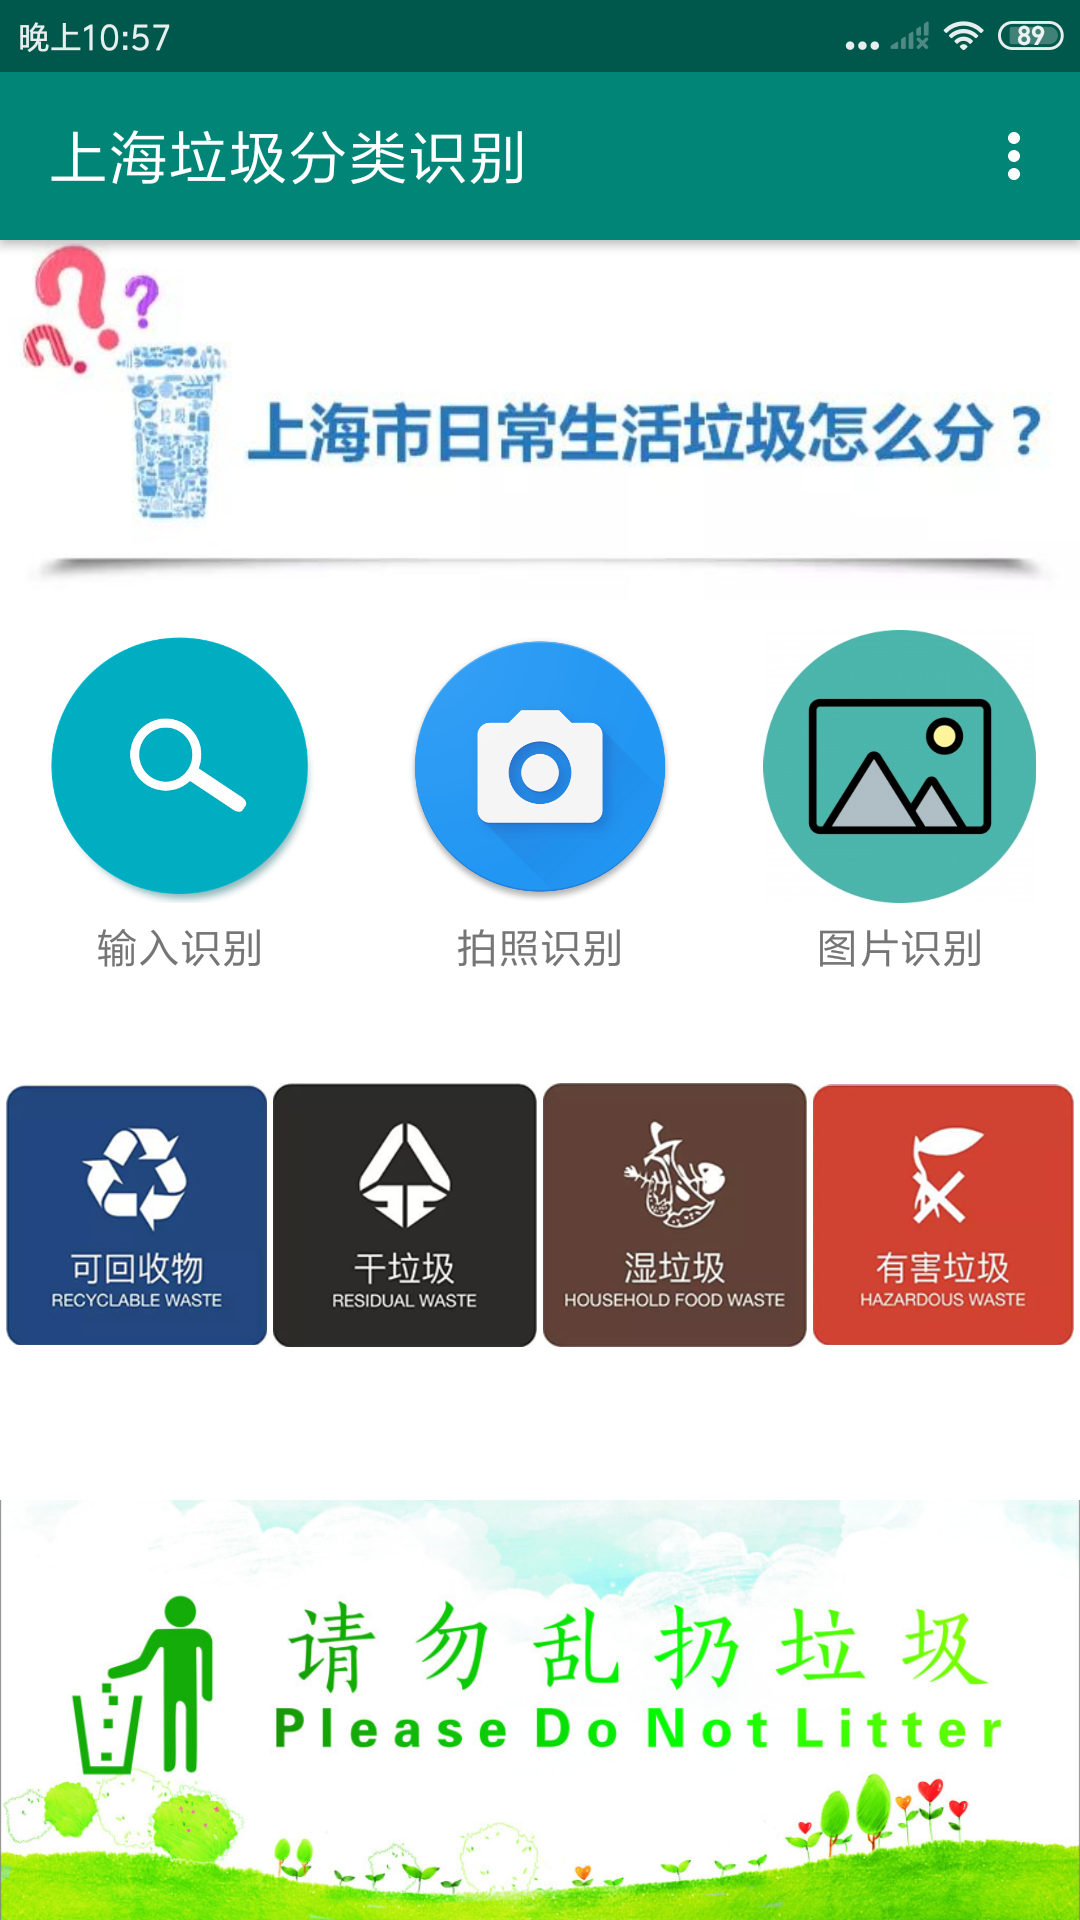 晚上10:57
89
上海垃圾分类识别
垃圾
上海市日常生活垃圾怎么分？
输入识别
拍照识别
图片识别
可回收物
RECYCLABLE WASTE
干垃圾
RESIDUAL WASTE
湿垃圾
HOUSEHOLD FOOD WASTE
有害垃圾
HAZARDOUS WASTE
请勿乱扔垃圾
Please Do Not Litter